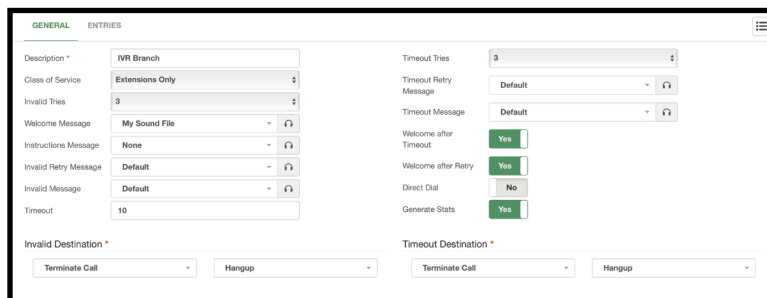 GENERAL ENTRIES
Description * IVR Branch
Class of Service Extensions Only
Invalid Tries 3
Welcome Message My Sound File
Instructions Message None
Invalid Retry Message Default
Invalid Message Default
Timeout 10
Timeout Tries 3
Timeout Retry
Message Default
Timeout Message Default
Welcome after
Timeout Yes
Welcome after Retry Yes
Direct Dial No
Generate Stats Yes
Invalid Destination *
Terminate Call Hangup
Timeout Destination *
Terminate Call Hangup